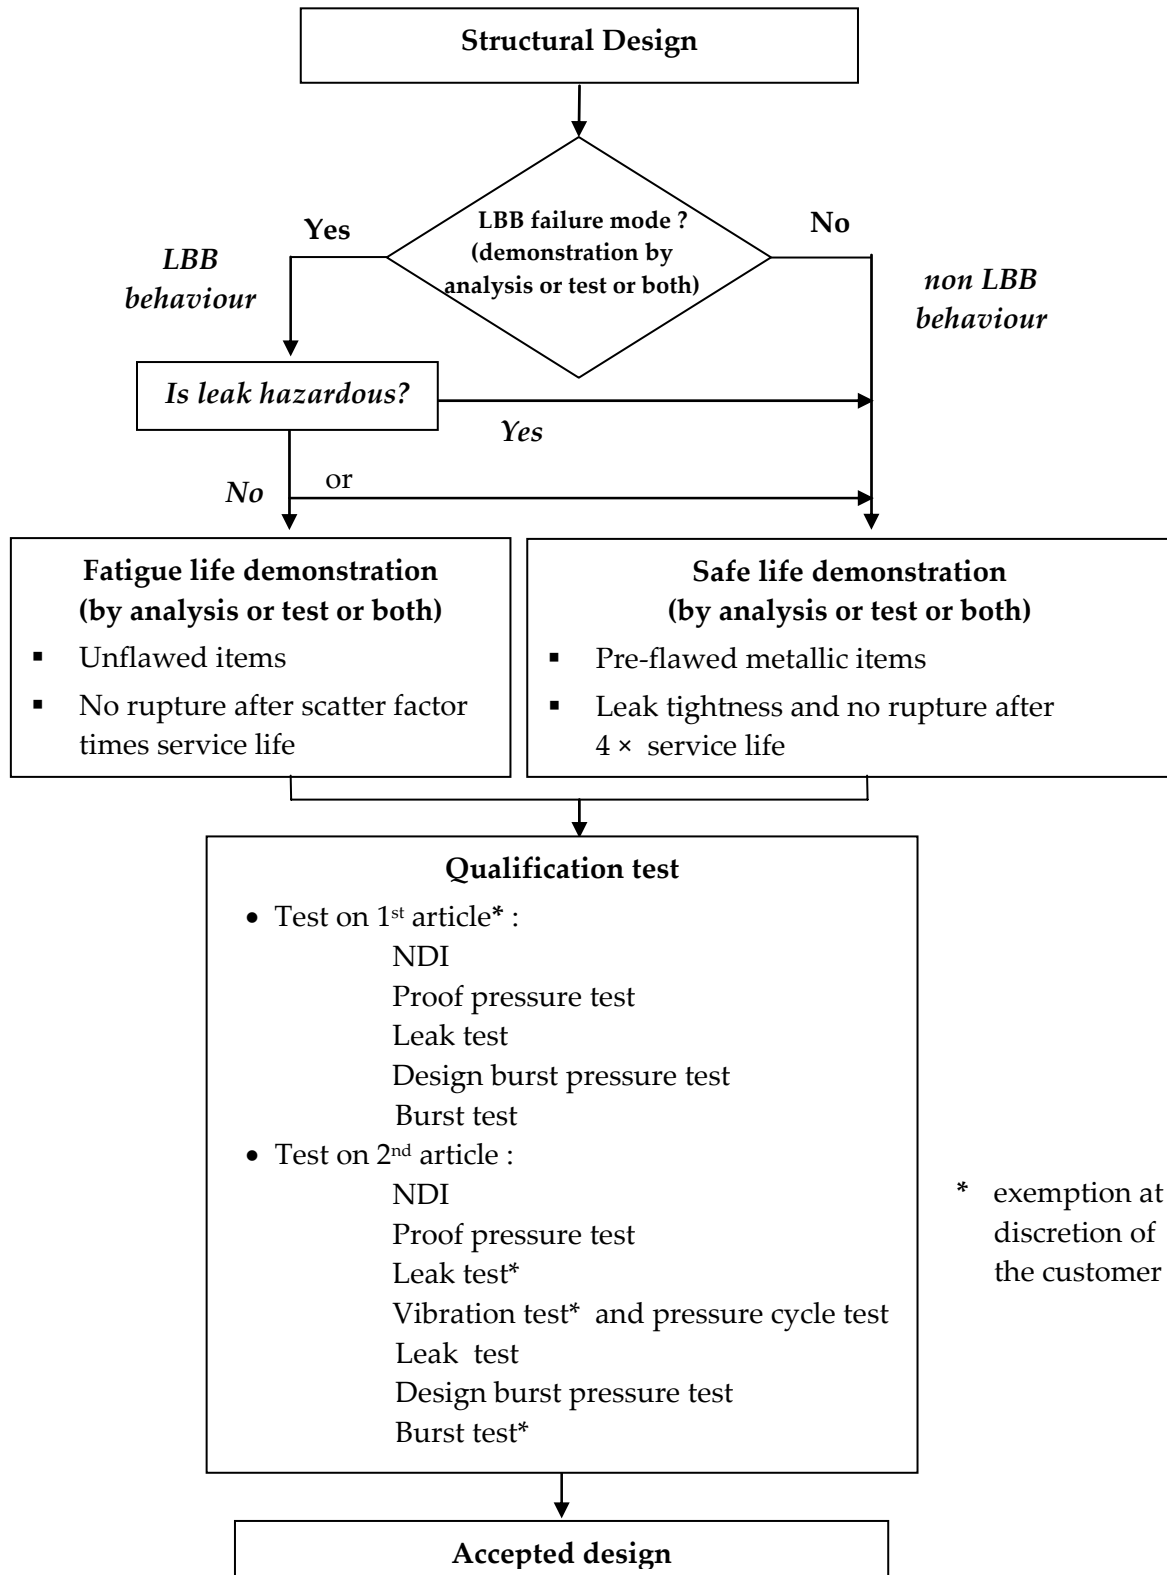 Structural Design
LBB failure mode ?
(demonstration by
analysis or test or both)
Yes
No
LBB
behaviour
non LBB
behaviour
Is leak hazardous?
Yes
No
or
Fatigue life demonstration
(by analysis or test or both)
▪ Unflawed items
▪ No rupture after scatter factor
times service life
Safe life demonstration
(by analysis or test or both)
▪ Pre-flawed metallic items
▪ Leak tightness and no rupture after
4 × service life
Qualification test
• Test on 1st article* :
NDI
Proof pressure test
Leak test
Design burst pressure test
Burst test
• Test on 2nd article :
NDI
Proof pressure test
Leak test*
Vibration test* and pressure cycle test
Leak test
Design burst pressure test
Burst test*
* exemption at
discretion of
the customer
Accepted design